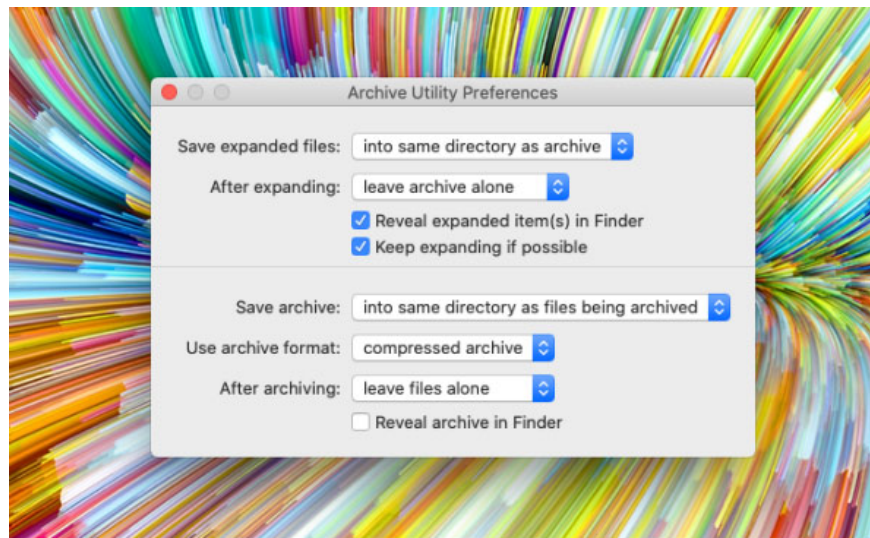 Archive Utility Preferences
Save expanded files: into same directory as archive
After expanding: leave archive alone
Reveal expanded item(s) in Finder
Keep expanding if possible
Save archive: into same directory as files being archived
Use archive format: compressed archive
After archiving: leave files alone
Reveal archive in Finder